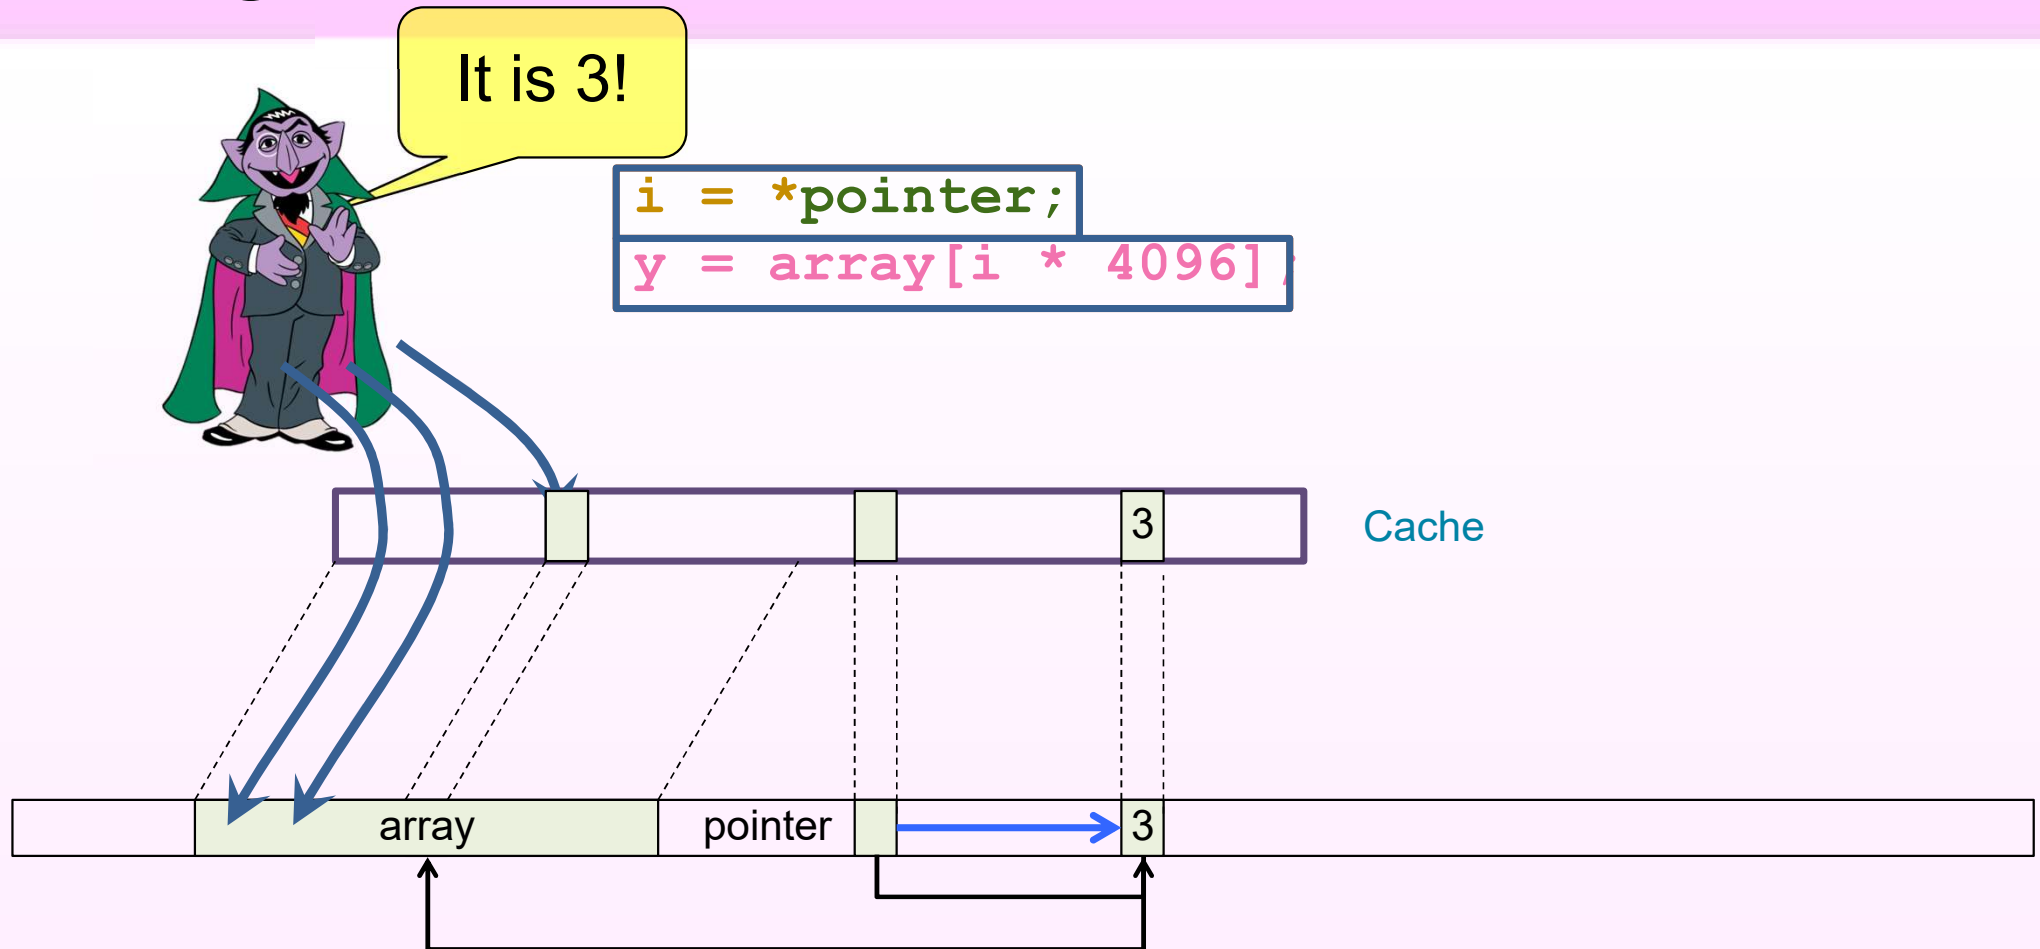 It is 3!
i = *pointer;
y = array[i * 4096];
3
Cache
array
pointer
3